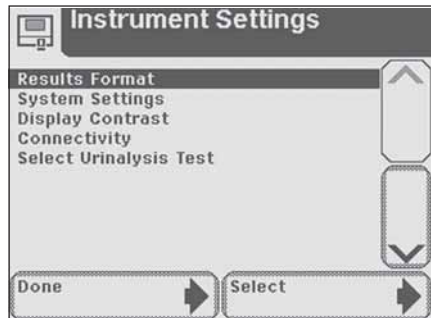 Instrument Settings
Results Format
System Settings
Display Contrast
Connectivity
Select Urinalysis Test
Done
Select